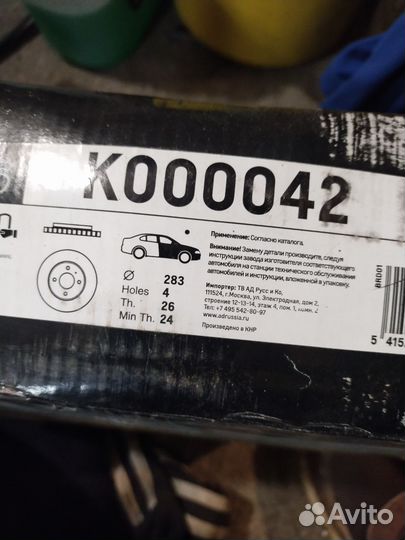 K000042
Применение: Согласно каталога.
Внимание! Замену детали производите, следуя
инструкции завода изготовителя соответствующего
автомобиля на станции технического обслуживания
автомобилей и инструкции, вложенной в упаковку.
Импортер: ТВ АД Русс и Ко,
111524, г.Москва, ул. Электродная, дом 2,
строение 12-13-14, этаж 4, пом. 1, ком.
Тел: +7 495 542-80-97
www.adrussia.ru
Произведено в КНР
Ø 283
Holes 4
Th. 26
Min Th. 24
BRD01
5 415
Avito